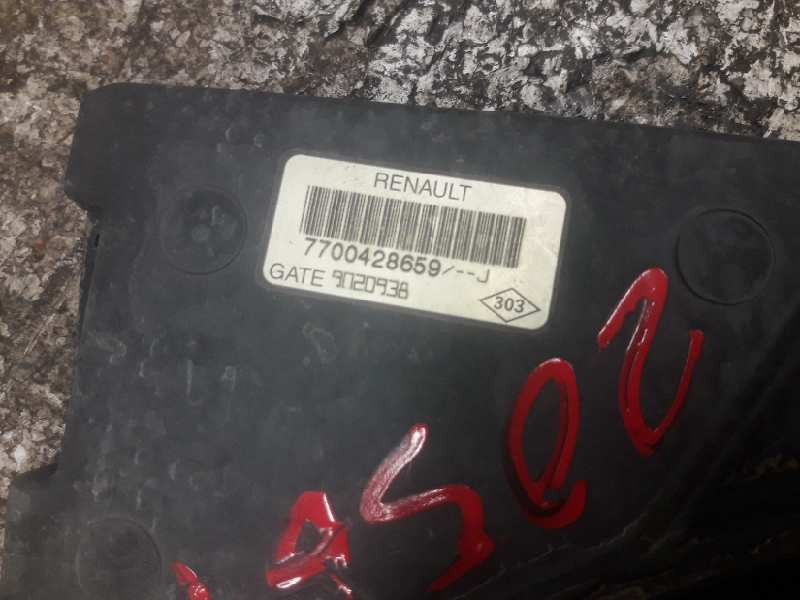 RENAULT
7700428659/--J
GATE 9020938
303